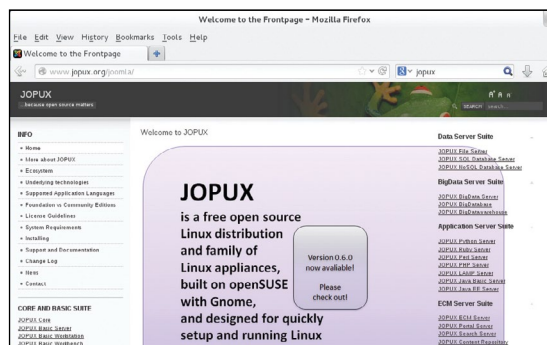 Welcome to the Frontpage - Mozilla Firefox
File Edit View History Bookmarks Tools Help
Welcome to the Frontpage
www.jopux.org/joomla/
jopux
JOPUX
...because open source matters
SEARCH search...
INFO
Home
More about JOPUX
Ecosystem
Underlying technologies
Supported Application Languages
Foundation vs Community Editions
License Guidelines
System Requirements
Installing
Support and Documentation
Change Log
News
Contact
CORE AND BASIC SUITE
JOPUX Core
JOPUX Basic Server
JOPUX Basic Workstation
JOPUX Basic Workbench
Welcome to JOPUX
JOPUX
is a free open source
Linux distribution
and family of
Linux appliances,
built on openSUSE
with Gnome,
and designed for quickly
setup and running Linux
Version 0.6.0
now avaliable!
Please
check out!
Data Server Suite
JOPUX File Server
JOPUX SQL Database Server
JOPUX NoSQL Database Server
BigData Server Suite
JOPUX BigData Server
JOPUX BigDatabase
JOPUX BigDatawarehouse
Application Server Suite
JOPUX Python Server
JOPUX Ruby Server
JOPUX Perl Server
JOPUX PHP Server
JOPUX LAMP Server
JOPUX Java Basic Server
JOPUX Java EE Server
ECM Server Suite
JOPUX ECM Server
JOPUX Portal Server
JOPUX Search Server
JOPUX Content Repository